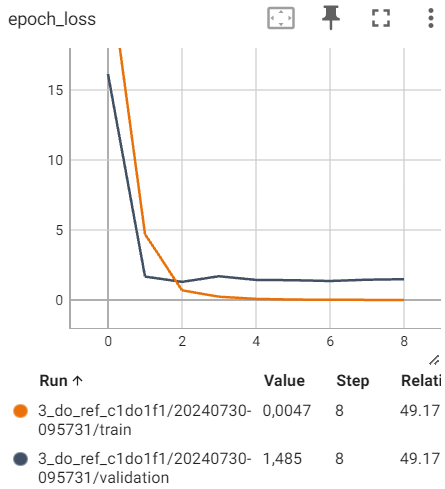 epoch_loss
15
10
5
0
0 2 4 6 8
Run ↑ Value Step Relati
3_do_ref_c1do1f1/20240730- 0,0047 8 49.17
095731/train
3_do_ref_c1do1f1/20240730- 1,485 8 49.17
095731/validation